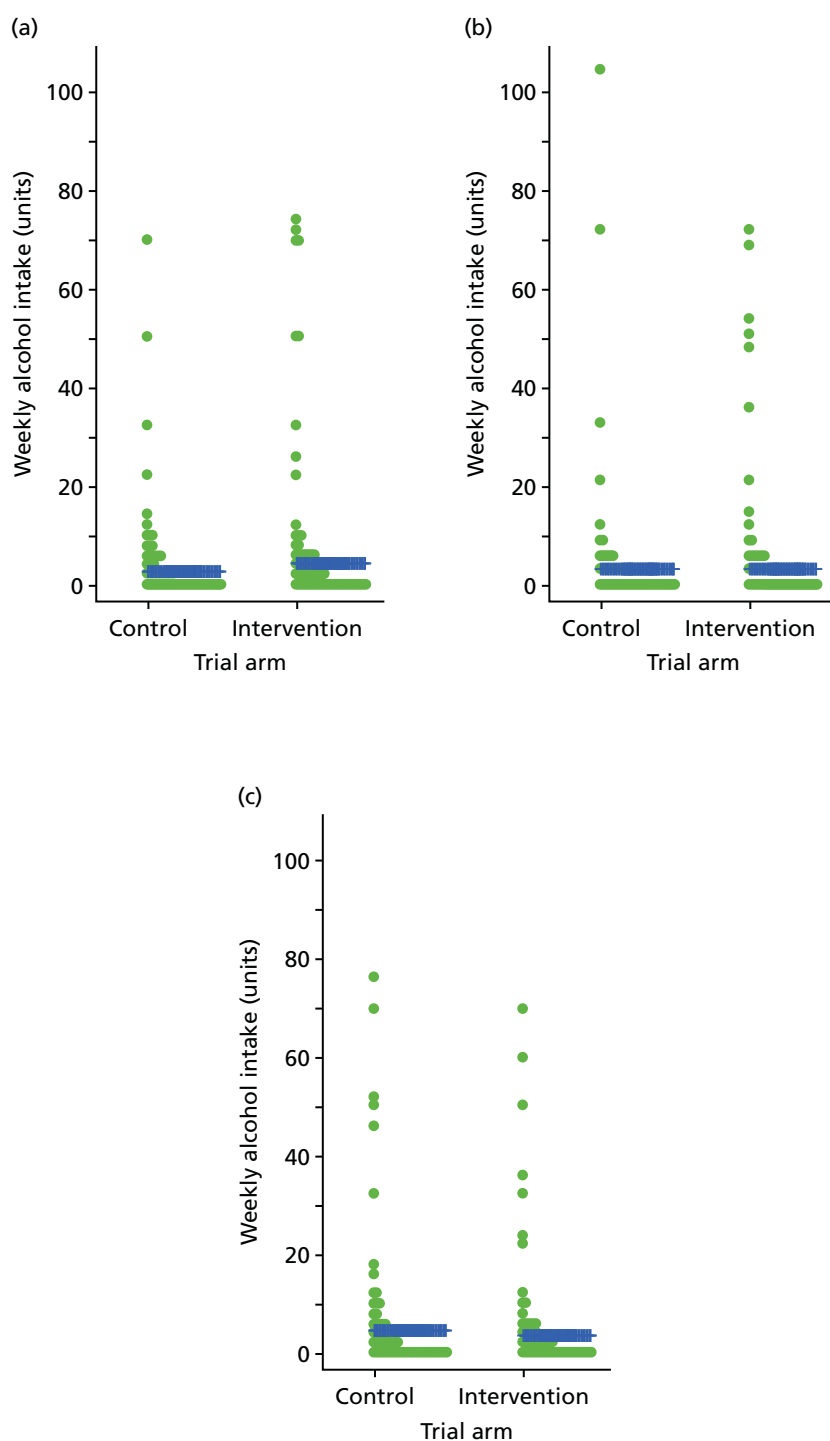 (a)
100
80
60
40
20
0
Weekly alcohol intake (units)
Control Intervention
Trial arm
(b)
100
80
60
40
20
0
Weekly alcohol intake (units)
Control Intervention
Trial arm
(c)
100
80
60
40
20
0
Weekly alcohol intake (units)
Control Intervention
Trial arm